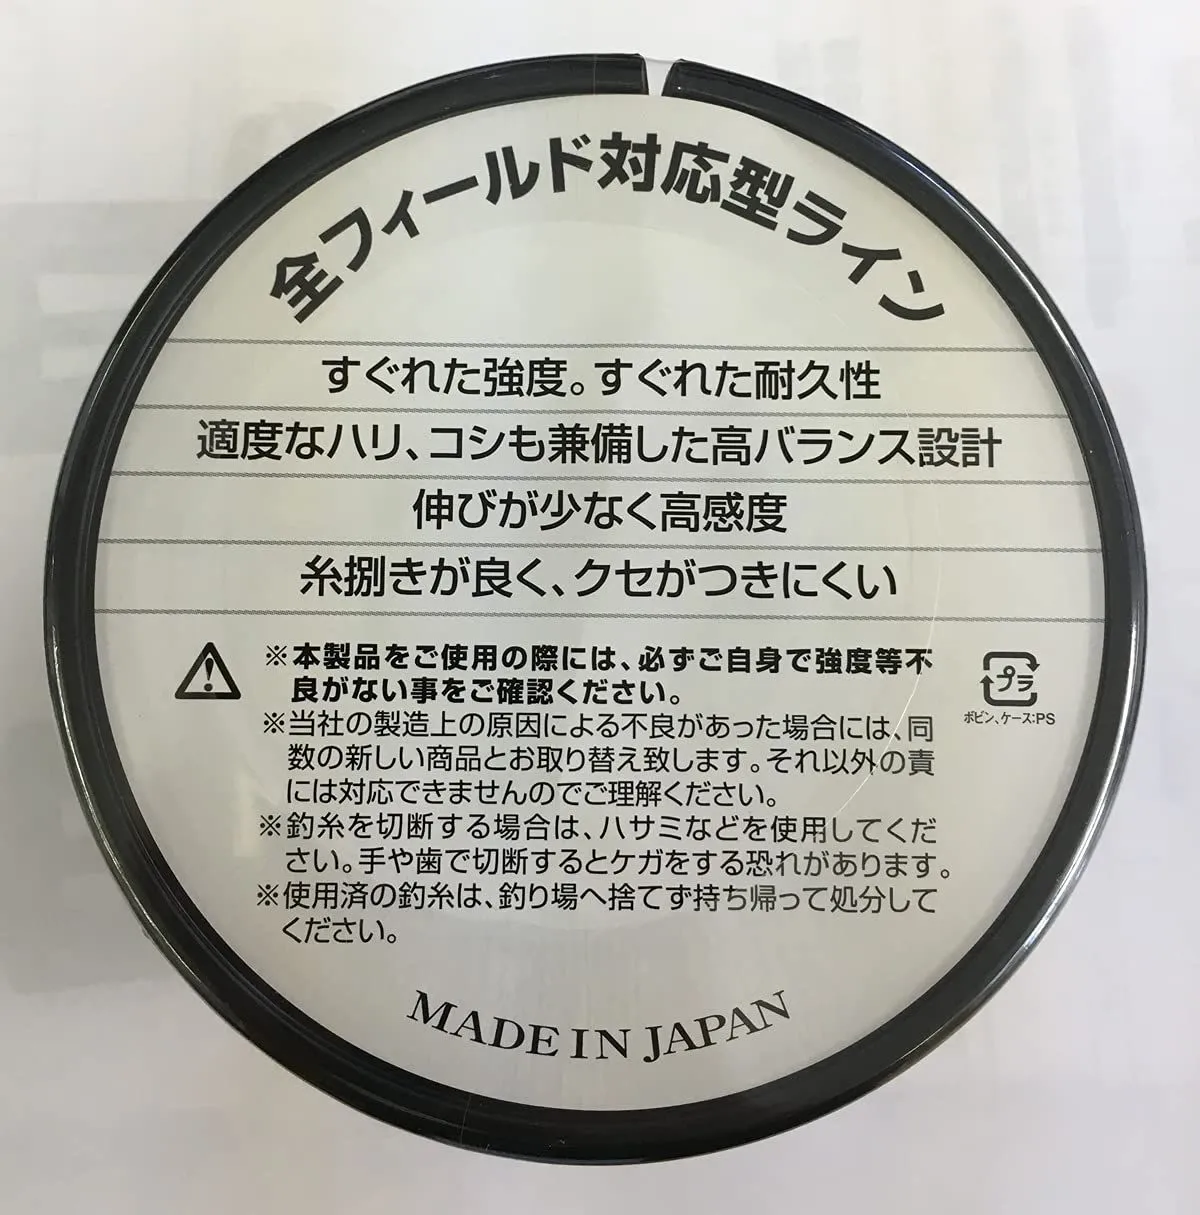 全フィールド対応型ライン
すぐれた強度。すぐれた耐久性
適度なハリ、コシも兼備した高バランス設計
伸びが少なく高感度
糸捌きが良く、クセがつきにくい
※本製品をご使用の際には、必ずご自身で強度等不
良がない事をご確認ください。
※当社の製造上の原因による不良があった場合には、同
数の新しい商品とお取り替え致します。それ以外の責
には対応できませんのでご理解ください。
※釣糸を切断する場合は、ハサミなどを使用してくだ
さい。手や歯で切断するとケガをする恐れがあります。
※使用済の釣糸は、釣り場へ捨てず持ち帰って処分して
ください。
プラ
ボビン、ケース:PS
MADE IN JAPAN